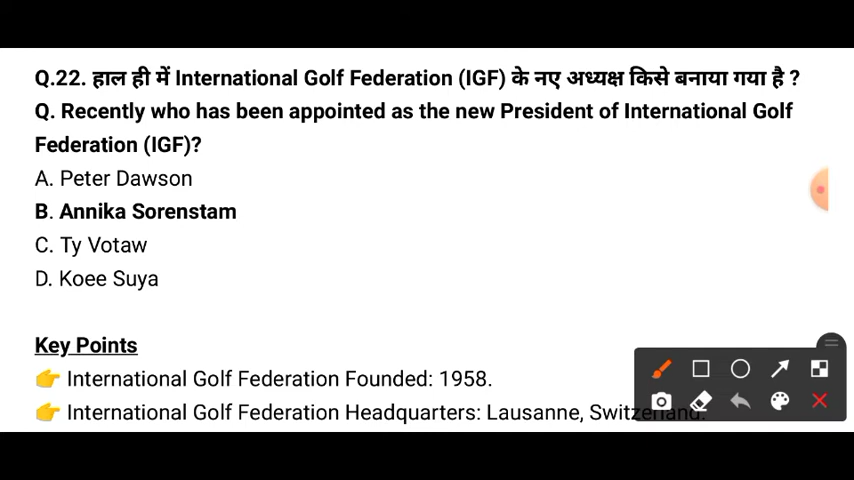 Q.22. हाल ही में International Golf Federation (IGF) के नए अध्यक्ष किसे बनाया गया है ?
Q. Recently who has been appointed as the new President of International Golf
Federation (IGF)?
A. Peter Dawson
B. Annika Sorenstam
C. Ty Votaw
D. Koee Suya
Key Points
👉 International Golf Federation Founded: 1958.
👉 International Golf Federation Headquarters: Lausanne, Switzerland.